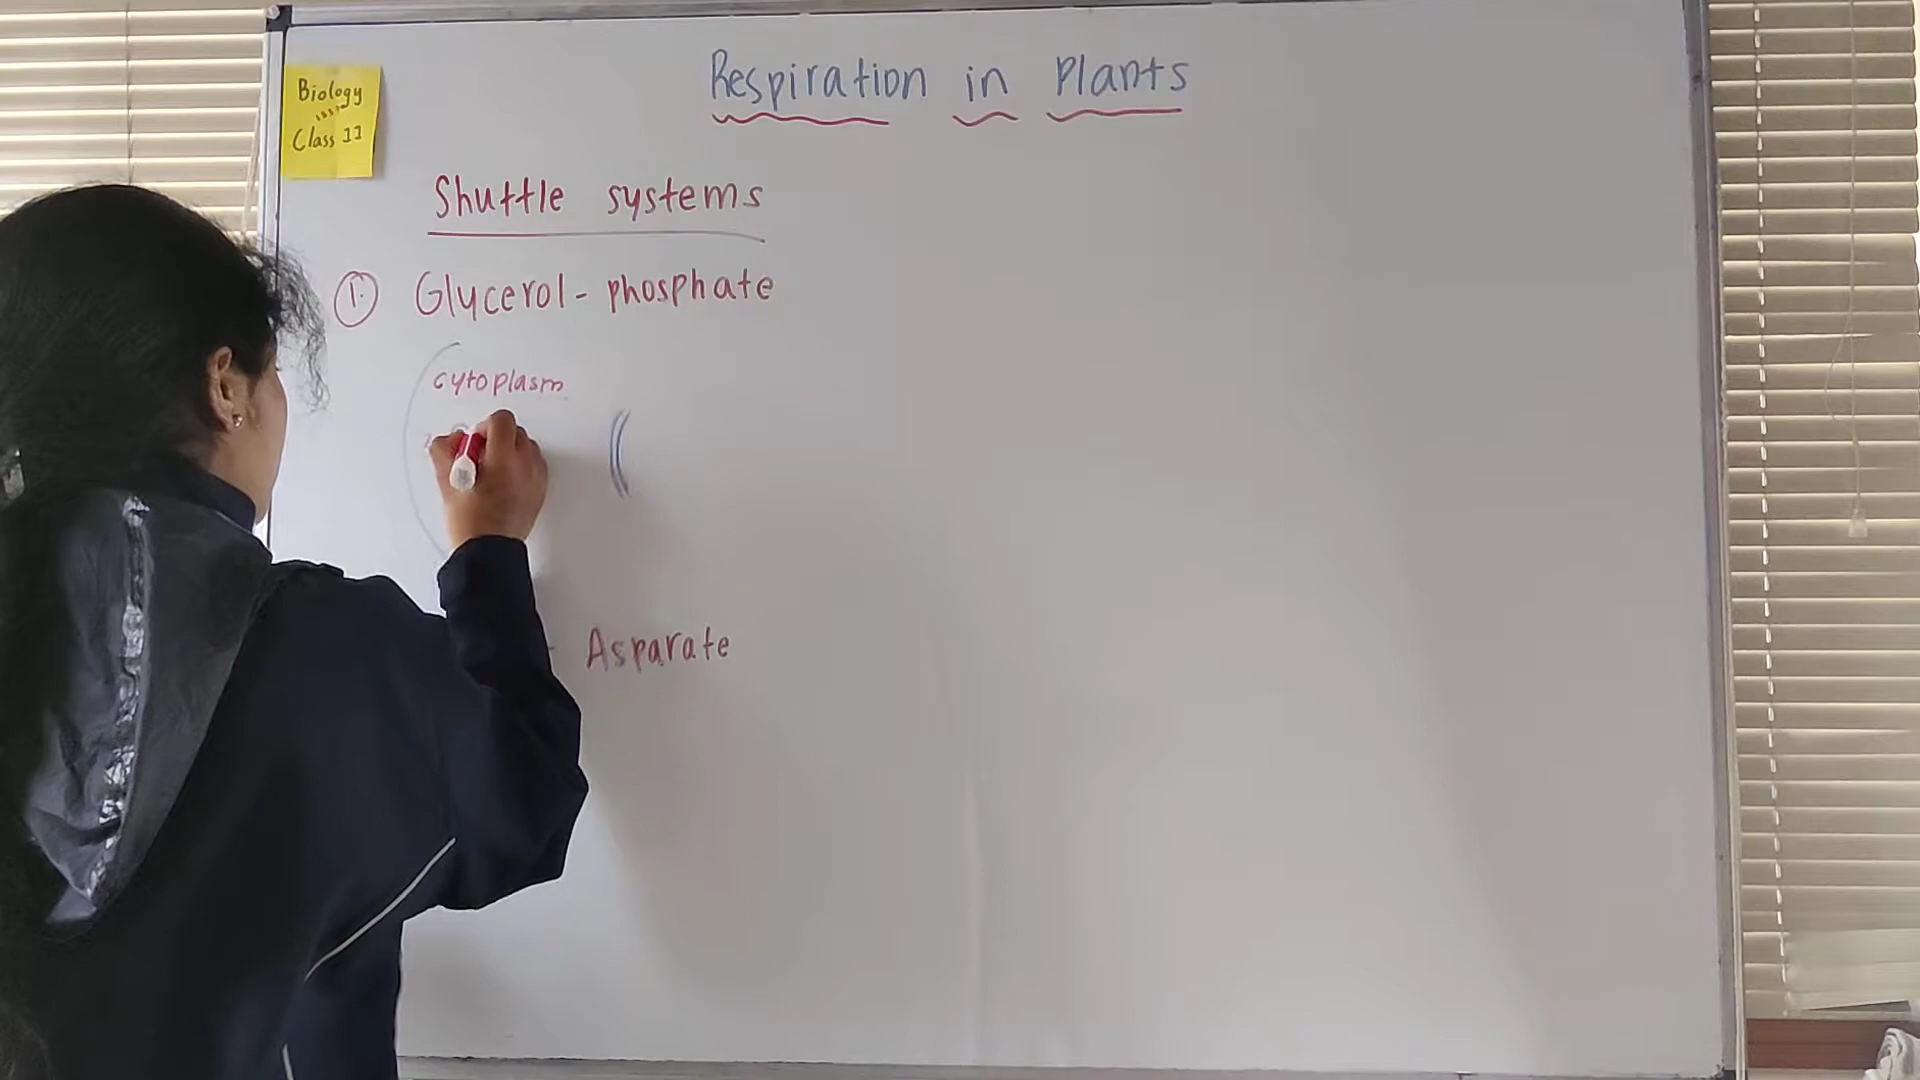 Respiration in Plants
Biology
Class 11
Shuttle systems
1. Glycerol - phosphate
cytoplasm
- Asparate